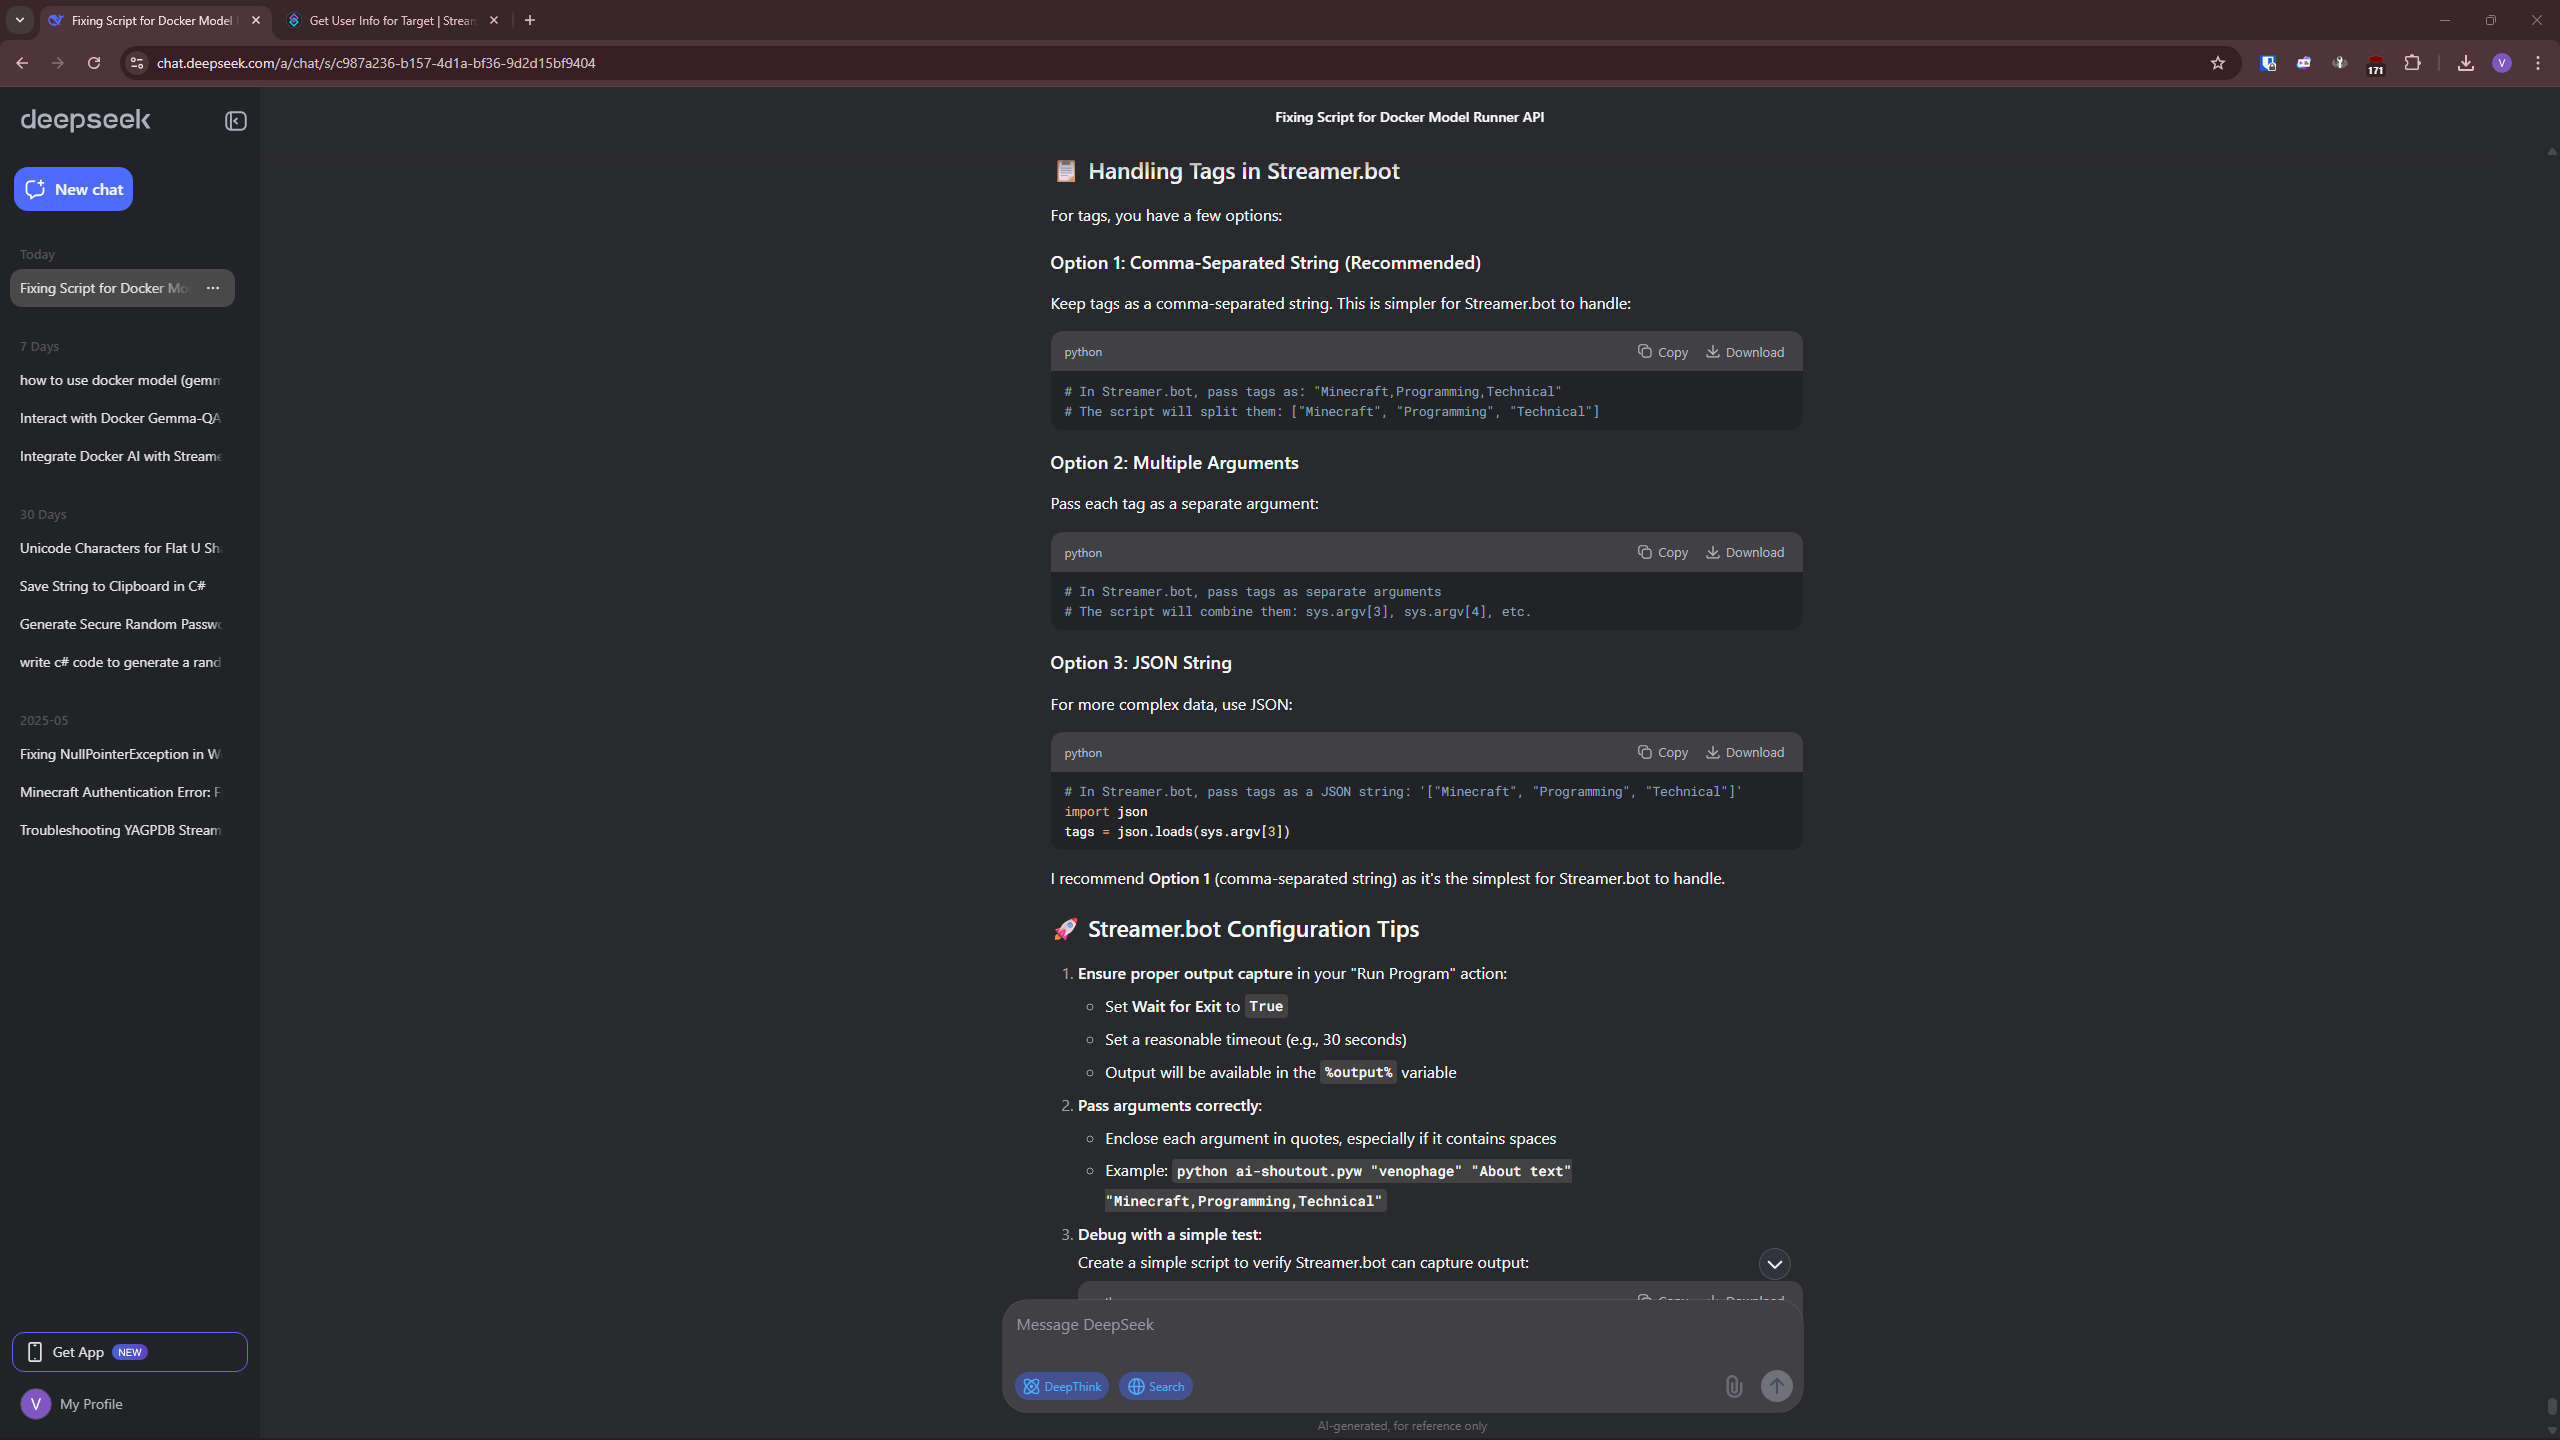 Fixing Script for Docker Model
Get User Info for Target | Strear
chat.deepseek.com/a/chat/s/c987a236-b157-4d1a-bf36-9d2d15bf9404
171
V
deepseek
New chat
Today
Fixing Script for Docker Mo
7 Days
how to use docker model (gemm
Interact with Docker Gemma-QA
Integrate Docker AI with Streame
30 Days
Unicode Characters for Flat U Sh
Save String to Clipboard in C#
Generate Secure Random Passwo
write c# code to generate a rand
2025-05
Fixing NullPointerException in W
Minecraft Authentication Error: F
Troubleshooting YAGPDB Stream
Get App NEW
V My Profile
Fixing Script for Docker Model Runner API
📋 Handling Tags in Streamer.bot
For tags, you have a few options:
Option 1: Comma-Separated String (Recommended)
Keep tags as a comma-separated string. This is simpler for Streamer.bot to handle:
python Copy Download
# In Streamer.bot, pass tags as: "Minecraft,Programming,Technical"
# The script will split them: ["Minecraft", "Programming", "Technical"]
Option 2: Multiple Arguments
Pass each tag as a separate argument:
python Copy Download
# In Streamer.bot, pass tags as separate arguments
# The script will combine them: sys.argv[3], sys.argv[4], etc.
Option 3: JSON String
For more complex data, use JSON:
python Copy Download
# In Streamer.bot, pass tags as a JSON string: '["Minecraft", "Programming", "Technical"]'
import json
tags = json.loads(sys.argv[3])
I recommend Option 1 (comma-separated string) as it's the simplest for Streamer.bot to handle.
🚀 Streamer.bot Configuration Tips
1. Ensure proper output capture in your "Run Program" action:
○ Set Wait for Exit to True
○ Set a reasonable timeout (e.g., 30 seconds)
○ Output will be available in the %output% variable
2. Pass arguments correctly:
○ Enclose each argument in quotes, especially if it contains spaces
○ Example: python ai-shoutout.pyw "venophage" "About text"
"Minecraft,Programming,Technical"
3. Debug with a simple test:
Create a simple script to verify Streamer.bot can capture output:
Copy Download
Message DeepSeek
DeepThink Search
AI-generated, for reference only